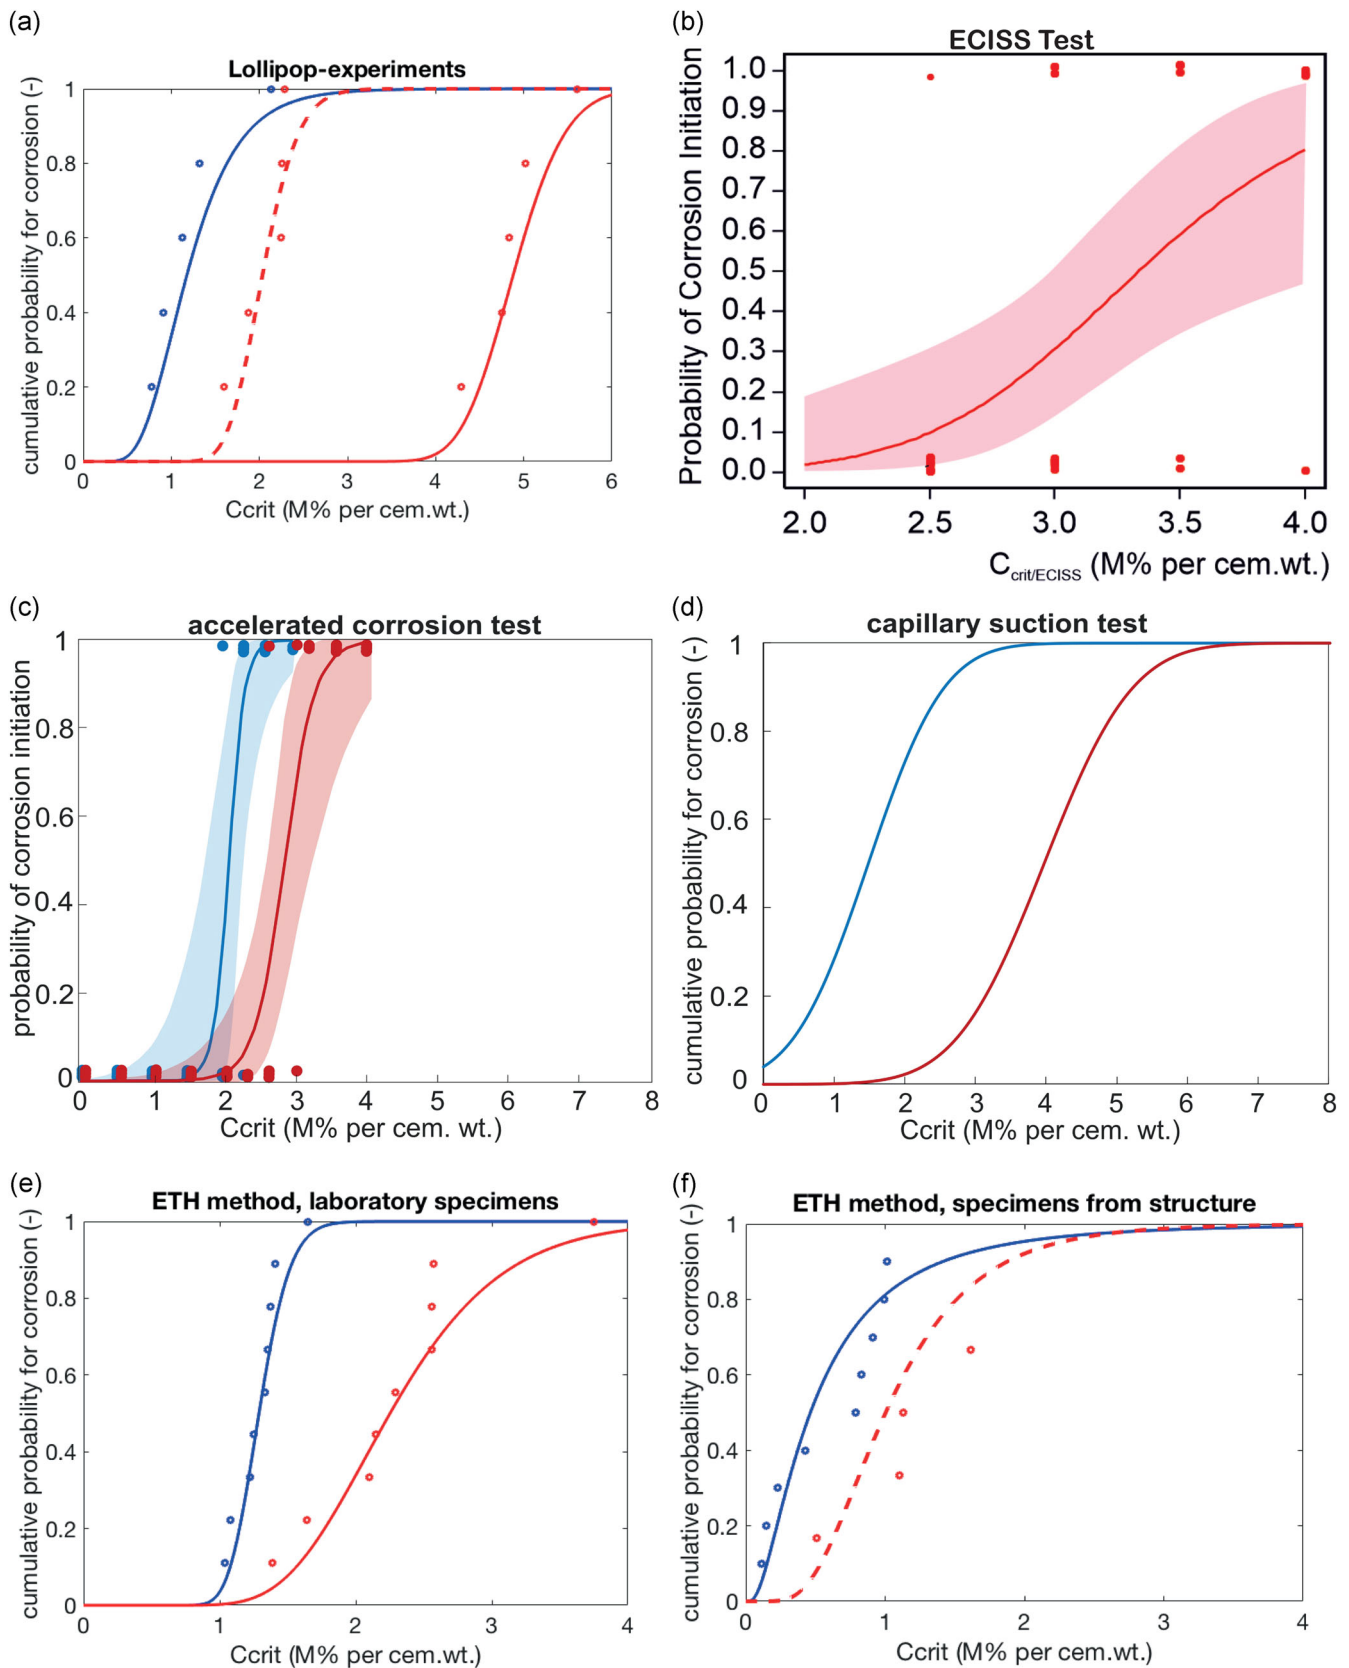 (a)
Lollipop-experiments
cumulative probability for corrosion (-)
1
0.8
0.6
0.4
0.2
0
0 1 2 3 4 5 6
Ccrit (M% per cem.wt.)
(b)
ECISS Test
Probability of Corrosion Initiation
1.0
0.9
0.8
0.7
0.6
0.5
0.4
0.3
0.2
0.1
0.0
2.0 2.5 3.0 3.5 4.0
Ccrit/ECISS (M% per cem.wt.)
(c)
accelerated corrosion test
probability of corrosion initiation
1
0.8
0.6
0.4
0.2
0
0 1 2 3 4 5 6 7 8
Ccrit (M% per cem. wt.)
(d)
capillary suction test
cumulative probability for corrosion (-)
1
0.8
0.6
0.4
0.2
0
0 1 2 3 4 5 6 7 8
Ccrit (M% per cem. wt.)
(e)
ETH method, laboratory specimens
cumulative probability for corrosion (-)
1
0.8
0.6
0.4
0.2
0
0 1 2 3 4
Ccrit (M% per cem.wt.)
(f)
ETH method, specimens from structure
cumulative probability for corrosion (-)
1
0.8
0.6
0.4
0.2
0
0 1 2 3 4
Ccrit (M% per cem.wt.)